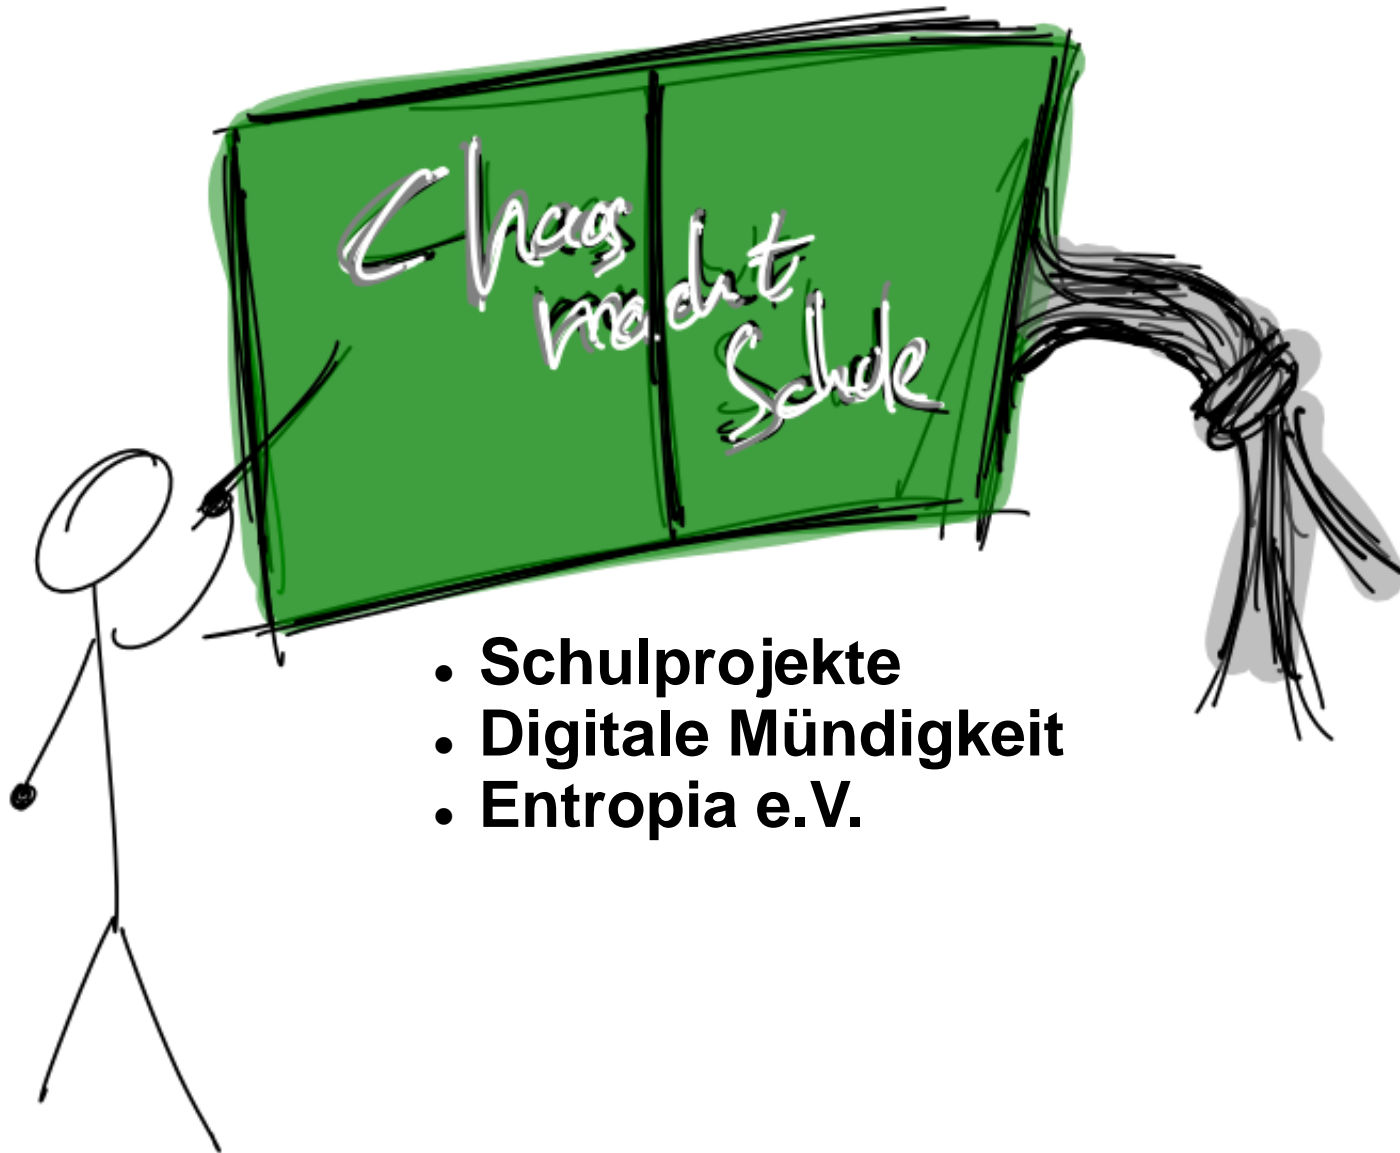 Chaos
macht
Schule
• Schulprojekte
• Digitale Mündigkeit
• Entropia e.V.